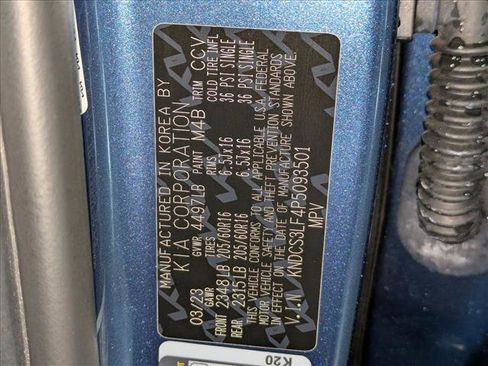 MANUFACTURED BY
KIA CORPORATION IN KOREA
03/23 GVWR 4497LB PAINT M4B TRIM CCV
GAWR TIRES RIMS COLD TIRE INFL
FRONT 2348LB 205/60R16 6.5JX16 36 PSI SINGLE
REAR 2315LB 205/60R16 6.5JX16 36 PSI SINGLE
THIS VEHICLE CONFORMS TO ALL APPLICABLE U.S.A. FEDERAL
MOTOR VEHICLE SAFETY AND THEFT PREVENTION STANDARDS
IN EFFECT ON THE DATE OF MANUFACTURE SHOWN ABOVE.
V.I.N KNDCS3LF4P5093501
MPV
K20